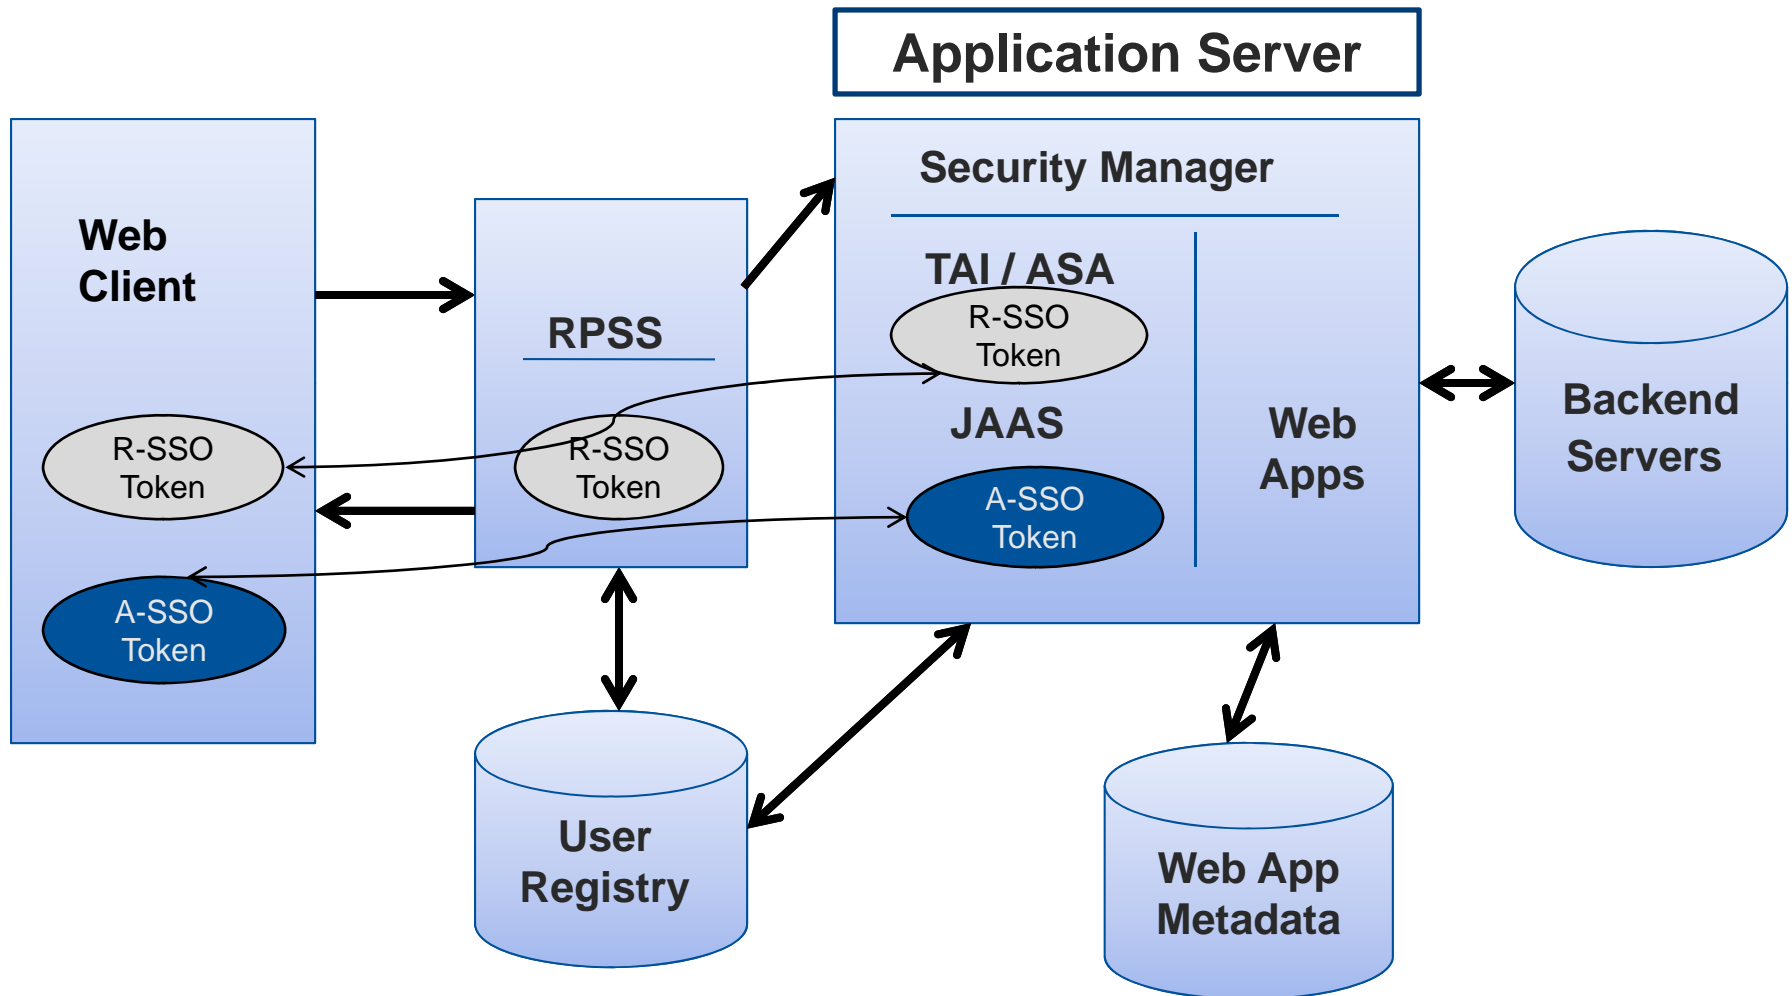 Application Server
Web
Client
R-SSO
Token
A-SSO
Token
RPSS
R-SSO
Token
Security Manager
TAI / ASA
R-SSO
Token
JAAS
A-SSO
Token
Web
Apps
Backend
Servers
User
Registry
Web App
Metadata